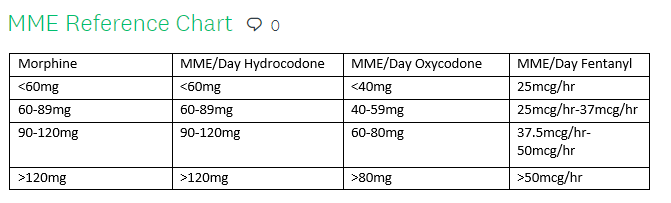 MME Reference Chart 0
Morphine MME/Day Hydrocodone MME/Day Oxycodone MME/Day Fentanyl
<60mg <60mg <40mg 25mcg/hr
60-89mg 60-89mg 40-59mg 25mcg/hr-37mcg/hr
90-120mg 90-120mg 60-80mg 37.5mcg/hr-
50mcg/hr
>120mg >120mg >80mg >50mcg/hr